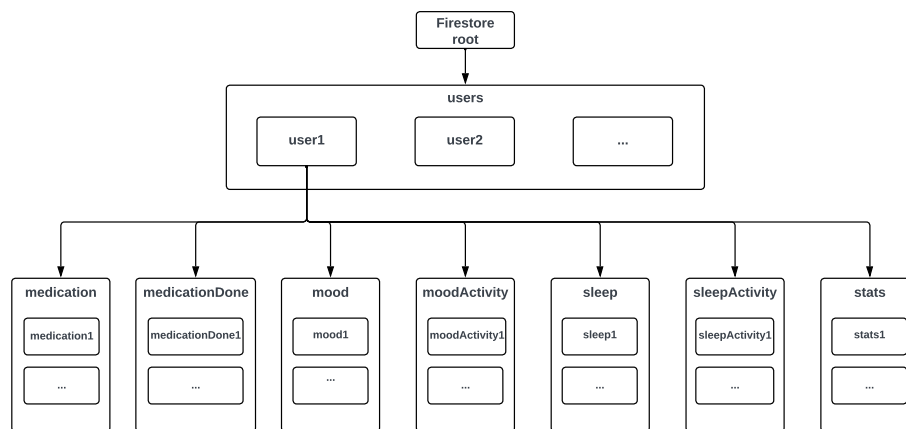 Firestore
root
users
user1
user2
...
medication
medicationDone
mood
moodActivity
sleep
sleepActivity
stats
medication1
medicationDone1
mood1
moodActivity1
sleep1
sleepActivity1
stats1
...
...
...
...
...
...
...